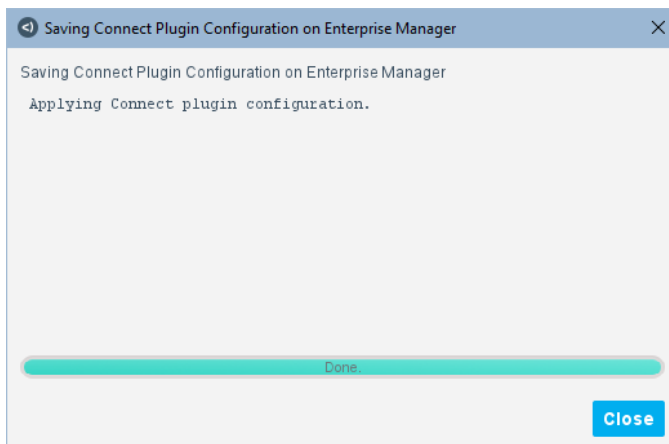 Saving Connect Plugin Configuration on Enterprise Manager
Saving Connect Plugin Configuration on Enterprise Manager
Applying Connect plugin configuration.
Done.
Close